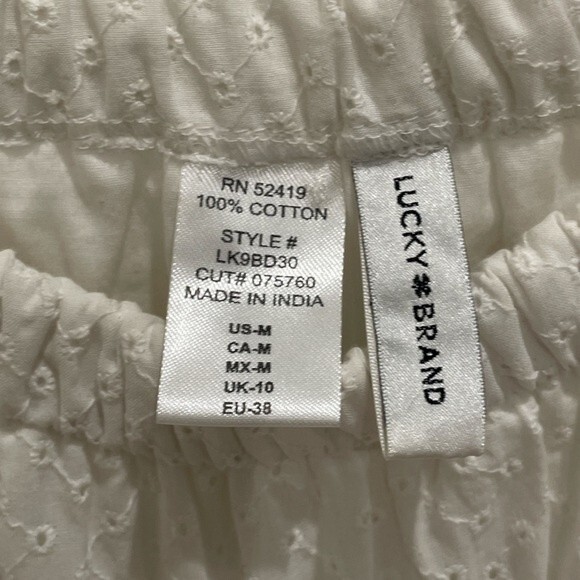 RN 52419
100% COTTON
STYLE #
LK9BD30
CUT# 075760
MADE IN INDIA
US-M
CA-M
MX-M
UK-10
EU-38
LUCKY BRAND